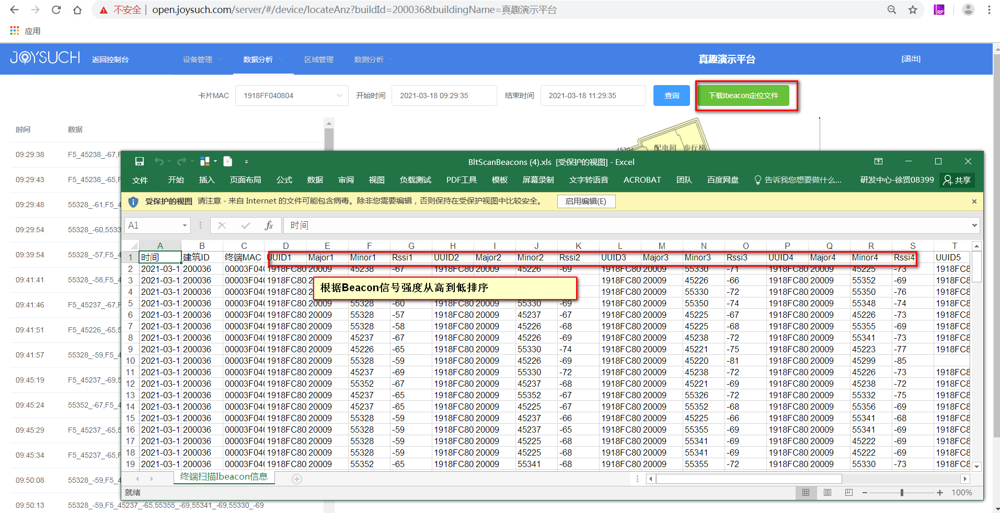 不安全 | open.joysuch.com/server/#/device/locateAnz?buildId=200036&buildingName=真趣演示平台
应用
JOYSUCH 返回控制台 设备管理 数据分析 区域管理 数测分析 真趣演示平台 [退出]
卡片MAC 1918FF040804 开始时间 2021-03-18 09:29:35 结束时间 2021-03-18 11:29:35 查询 下载Ibeacon定位文件
时间 数据
配电间 步行梯
45204
09:29:38 F5_45238_-67,F
09:29:43 F5_45238_-65,F
09:29:48 55328_-61,F5_4
09:29:54 55328_-60,5533
09:39:54 55328_-57,F5_4
09:41:41 55328_-58,F5_4
09:41:46 F5_45237_-67,F
09:41:51 F5_45226_-65,5
09:41:57 55328_-59,F5_4
09:45:19 F5_45237_-69,5
09:45:24 55352_-67,F5_4
09:45:29 F5_45237_-65,5
09:45:34 F5_45237_-65,F
09:50:08 55328_-59,F5_4
09:50:13 55328_-59,F5_45237_-65,55355_-69,55341_-69,55330_-69
BltScanBeacons (4).xls [受保护的视图] - Excel
文件 开始 插入 页面布局 公式 数据 审阅 视图 负载测试 PDF工具 模板 屏幕录制 文字转语音 ACROBAT 团队 百度网盘 告诉我您想要做什么... 研发中心-徐贤08399 共享
受保护的视图 请注意 - 来自 Internet 的文件可能包含病毒。除非您需要编辑，否则保持在受保护视图中比较安全。 启用编辑(E)
A1 fx 时间
A B C D E F G H I J K L M N O P Q R S T
1 时间 建筑ID 终端MAC UUID1 Major1 Minor1 Rssi1 UUID2 Major2 Minor2 Rssi2 UUID3 Major3 Minor3 Rssi3 UUID4 Major4 Minor4 Rssi4 UUID5
2 2021-03-1 200036 00003F040 1918FC80 20009 45238 -67 1918FC80 20009 45226 -69 1918FC80 20009 55330 -71 1918FC80 20009 45225 -73 1918FC8
3 2021-03-1 200036 00003F040 1918FC80 2 1918FC80 20009 45226 -66 1918FC80 20009 55352 -69 1918FC8
根据Beacon信号强度从高到低排序
4 2021-03-1 200036 00003F040 1918FC80 2 1918FC80 20009 55330 -72 1918FC80 20009 55350 -76 1918FC8
5 2021-03-1 200036 00003F040 1918FC80 20009 55328 -60 1918FC80 20009 55330 -69 1918FC80 20009 55350 -74 1918FC80 20009 55348 -74 1918FC8
6 2021-03-1 200036 00003F040 1918FC80 20009 55328 -57 1918FC80 20009 45237 -67 1918FC80 20009 45225 -67 1918FC80 20009 45226 -73 1918FC8
7 2021-03-1 200036 00003F040 1918FC80 20009 55328 -58 1918FC80 20009 45226 -68 1918FC80 20009 45225 -68 1918FC80 20009 55355 -69 1918FC8
8 2021-03-1 200036 00003F040 1918FC80 20009 45237 -67 1918FC80 20009 45226 -69 1918FC80 20009 45238 -72 1918FC80 20009 55341 -73 1918FC8
9 2021-03-1 200036 00003F040 1918FC80 20009 45226 -65 1918FC80 20009 55330 -74 1918FC80 20009 45221 -75 1918FC80 20009 45223 -77 1918FC8
10 2021-03-1 200036 00003F040 1918FC80 20009 55328 -59 1918FC80 20009 45226 -69 1918FC80 20009 45220 -81 1918FC80 20009 45299 -85
11 2021-03-1 200036 00003F040 1918FC80 20009 45237 -69 1918FC80 20009 55330 -72 1918FC80 20009 45238 -72 1918FC80 20009 45226 -73 1918FC8
12 2021-03-1 200036 00003F040 1918FC80 20009 55352 -67 1918FC80 20009 45237 -68 1918FC80 20009 45221 -69 1918FC80 20009 45238 -72 1918FC8
13 2021-03-1 200036 00003F040 1918FC80 20009 45237 -65 1918FC80 20009 55352 -67 1918FC80 20009 55326 -72 1918FC80 20009 55332 -75 1918FC8
14 2021-03-1 200036 00003F040 1918FC80 20009 45237 -65 1918FC80 20009 45225 -67 1918FC80 20009 55352 -68 1918FC80 20009 55356 -69 1918FC8
15 2021-03-1 200036 00003F040 1918FC80 20009 55328 -59 1918FC80 20009 45237 -66 1918FC80 20009 45225 -66 1918FC80 20009 55341 -68 1918FC8
16 2021-03-1 200036 00003F040 1918FC80 20009 55328 -59 1918FC80 20009 45237 -65 1918FC80 20009 55355 -69 1918FC80 20009 55341 -69 1918FC8
17 2021-03-1 200036 00003F040 1918FC80 20009 55328 -59 1918FC80 20009 45225 -68 1918FC80 20009 55341 -69 1918FC80 20009 45222 -69 1918FC8
18 2021-03-1 200036 00003F040 1918FC80 20009 55328 -59 1918FC80 20009 45225 -68 1918FC80 20009 55341 -69 1918FC80 20009 45222 -69 1918FC8
19 2021-03-1 200036 00003F040 1918FC80 20009 55352 -65 1918FC80 20009 55341 -68 1918FC80 20009 55355 -72 1918FC80 20009 55330 -73 1918FC8
终端扫描Ibeacon信息
就绪 100%